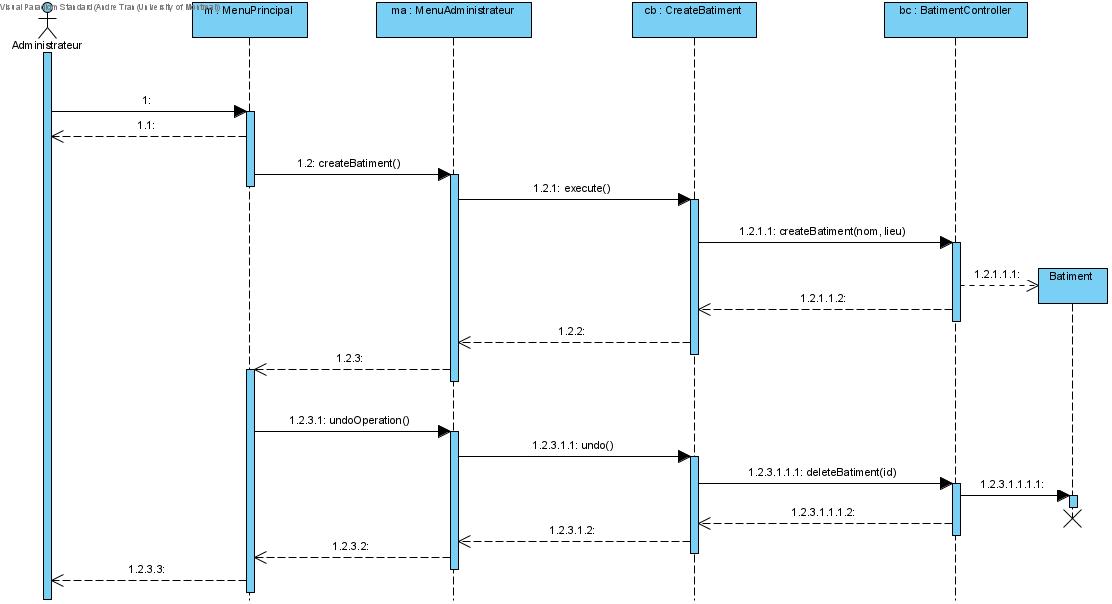 Visual Paradigm Standard (Andre Trau (University of Montreal))
m : MenuPrincipal
ma : MenuAdministrateur
cb : CreateBatiment
bc : BatimentController
Administrateur
1:
1.1:
1.2: createBatiment()
1.2.1: execute()
1.2.1.1: createBatiment(nom, lieu)
1.2.1.1.1:
Batiment
1.2.1.1.2:
1.2.2:
1.2.3:
1.2.3.1: undoOperation()
1.2.3.1.1: undo()
1.2.3.1.1.1: deleteBatiment(id)
1.2.3.1.1.1.1:
1.2.3.1.1.1.2:
1.2.3.1.2:
1.2.3.2:
1.2.3.3: